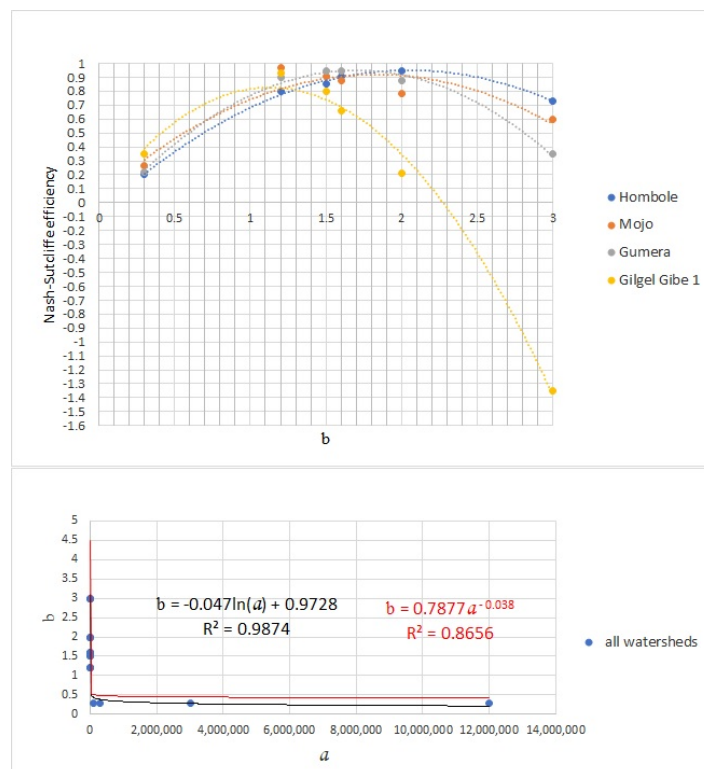 1
0.9
0.8
0.7
0.6
0.5
0.4
0.3
0.2
0.1
0
-0.1
-0.2
-0.3
-0.4
-0.5
-0.6
-0.7
-0.8
-0.9
-1
-1.1
-1.2
-1.3
-1.4
-1.5
-1.6
Nash-Sutcliffe efficiency
0 0.5 1 1.5 2 2.5 3
b
Hombole
Mojo
Gumera
Gilgel Gibe 1
5
4.5
4
3.5
3
2.5
2
1.5
1
0.5
0
b
b = -0.047ln(a) + 0.9728
R² = 0.9874
b = 0.7877a^-0.038
R² = 0.8656
all watersheds
0 2,000,000 4,000,000 6,000,000 8,000,000 10,000,000 12,000,000 14,000,000
a